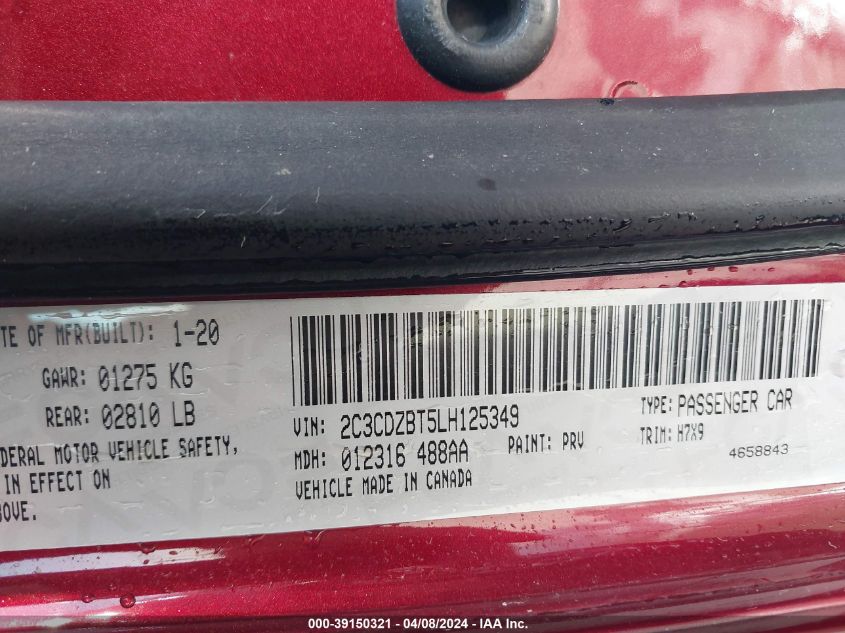 TE OF MFR(BUILT): 1-20
GAWR: 01275 KG
REAR: 02810 LB
DERAL MOTOR VEHICLE SAFETY,
IN EFFECT ON
BOVE.
VIN: 2C3CDZBT5LH125349
TYPE: PASSENGER CAR
MDH: 012316 488AA
PAINT: PRV
TRIM: H7X9
VEHICLE MADE IN CANADA
4658843
000-39150321 - 04/08/2024 - IAA Inc.